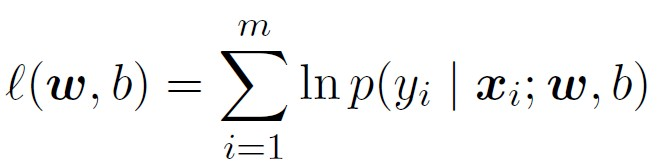 ℓ(𝒘, b) = ∑_{i=1}^{m} ln p(y_i | 𝒙_i; 𝒘, b)